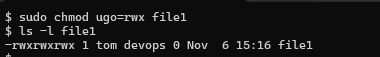 $ sudo chmod ugo=rwx file1
$ ls -l file1
-rwxrwxrwx 1 tom devops 0 Nov  6 15:16 file1
$